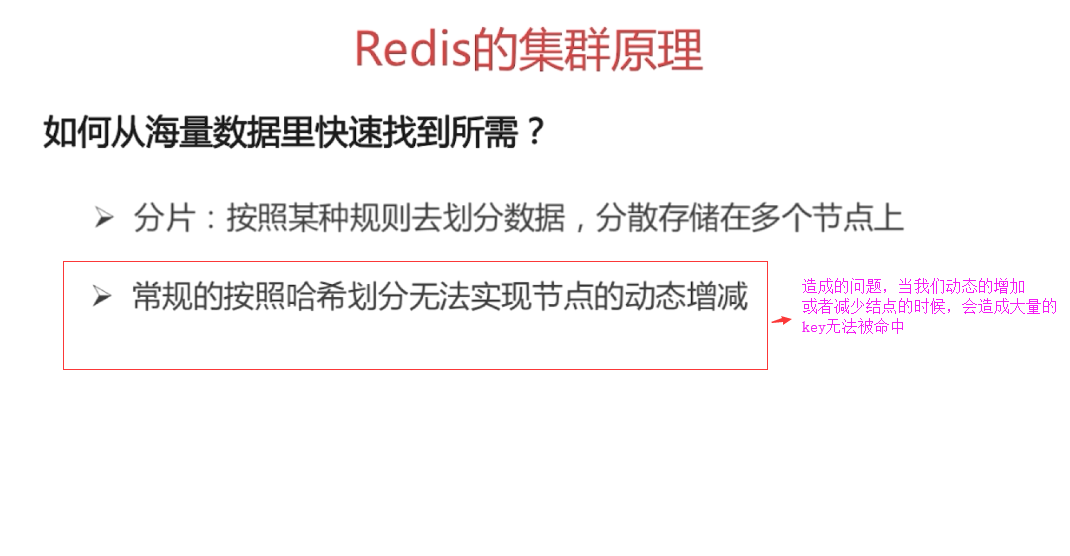 Redis的集群原理
如何从海量数据里快速找到所需？
分片：按照某种规则去划分数据，分散存储在多个节点上
常规的按照哈希划分无法实现节点的动态增减
造成的问题，当我们动态的增加
或者减少结点的时候，会造成大量的
key无法被命中